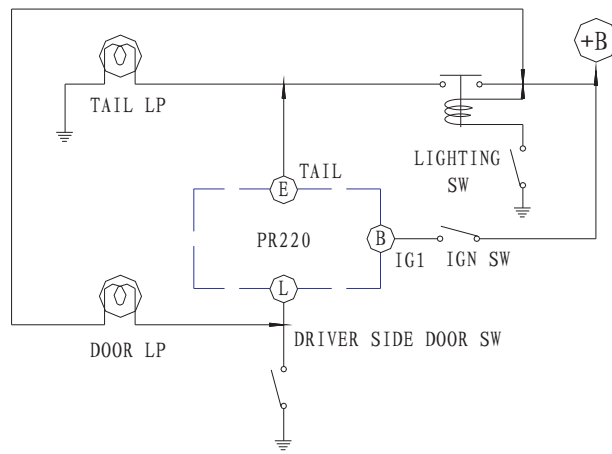 +B
TAIL LP
LIGHTING
SW
TAIL
E
PR220
B
IG1
IGN SW
L
DOOR LP
DRIVER SIDE DOOR SW